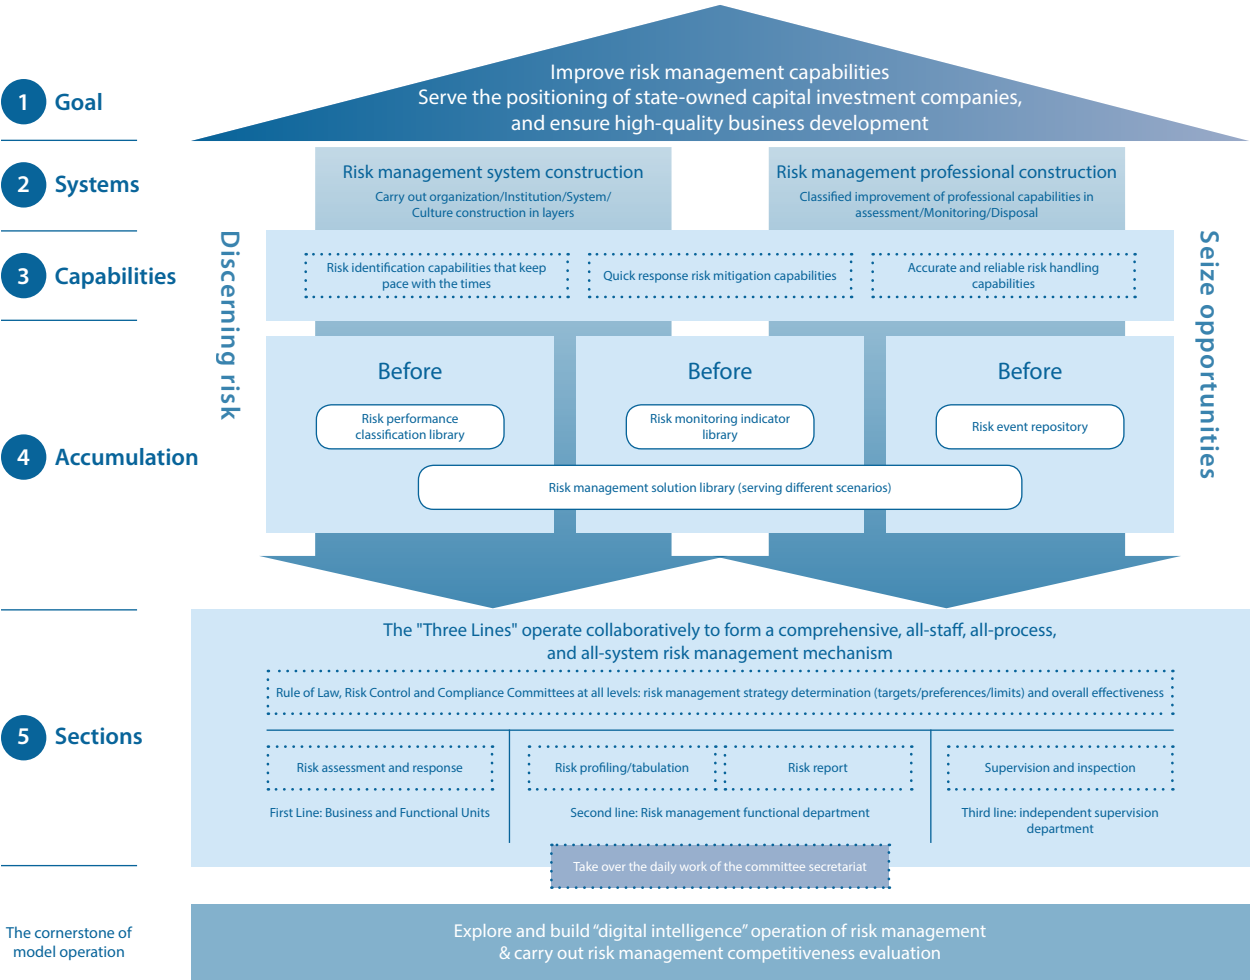 Improve risk management capabilities
Serve the positioning of state-owned capital investment companies,
and ensure high-quality business development
1 Goal
2 Systems
Risk management system construction
Carry out organization/Institution/System/
Culture construction in layers
Risk management professional construction
Classified improvement of professional capabilities in
assessment/Monitoring/Disposal
Discerning risk
Seize opportunities
3 Capabilities
Risk identification capabilities that keep
pace with the times
Quick response risk mitigation capabilities
Accurate and reliable risk handling
capabilities
4 Accumulation
Before
Risk performance
classification library
Before
Risk monitoring indicator
library
Before
Risk event repository
Risk management solution library (serving different scenarios)
5 Sections
The "Three Lines" operate collaboratively to form a comprehensive, all-staff, all-process,
and all-system risk management mechanism
Rule of Law, Risk Control and Compliance Committees at all levels: risk management strategy determination (targets/preferences/limits) and overall effectiveness
Risk assessment and response
First Line: Business and Functional Units
Risk profiling/tabulation
Risk report
Second line: Risk management functional department
Supervision and inspection
Third line: independent supervision
department
Take over the daily work of the committee secretariat
The cornerstone of
model operation
Explore and build “digital intelligence” operation of risk management
& carry out risk management competitiveness evaluation